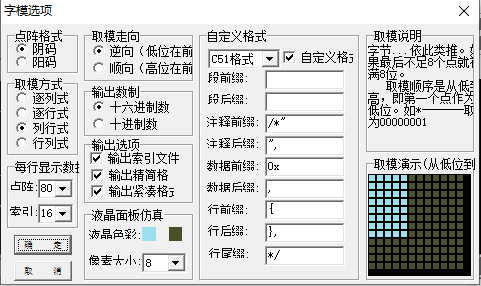 字模选项
点阵格式
阴码
阳码
取模方式
逐列式
逐行式
列行式
行列式
每行显示数据
点阵: 80
索引: 16
确 定
取 消
取模走向
逆向（低位在前
顺向（高位在前
输出数制
十六进制数
十进制数
输出选项
输出索引文件
输出精简格
输出紧凑格式
液晶面板仿真
液晶色彩:
像素大小: 8
自定义格式
C51格式 自定义格式
段前缀:
段后缀:
注释前缀: /*"
注释后缀: ",
数据前缀: 0x
数据后缀: ,
行前缀: {
行后缀: },
行尾缀: */
取模说明
字节...依此类推。如
果最后不足8个点就补
满8位。
取模顺序是从低到
高，即第一个点作为最
低位。如*-------取
为00000001
取模演示(从低位到